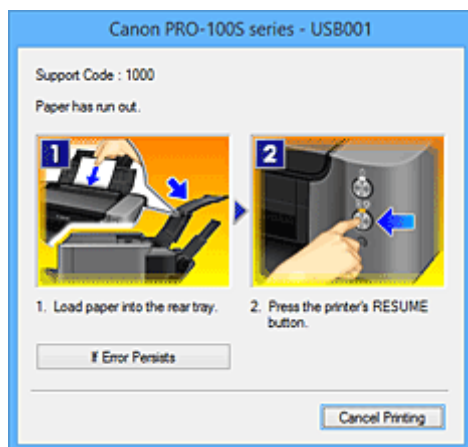 Canon PRO-100S series - USB001
Support Code : 1000
Paper has run out.
1
2
1. Load paper into the rear tray.
2. Press the printer's RESUME
button.
If Error Persists
Cancel Printing